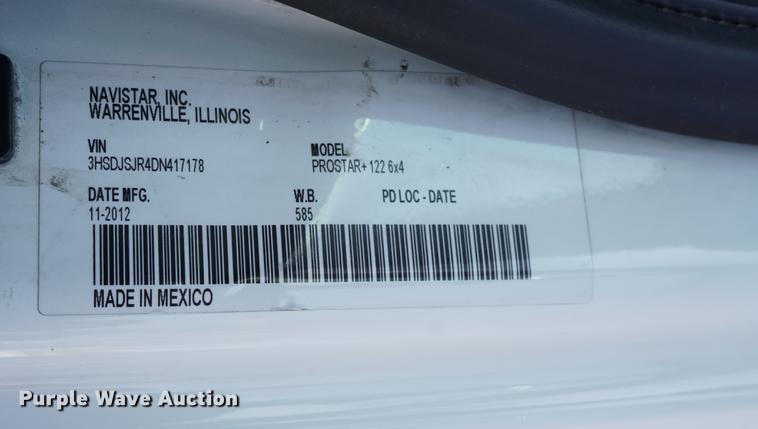 NAVISTAR, INC.
WARRENVILLE, ILLINOIS
VIN MODEL
3HSDJSJR4DN417178 PROSTAR+ 122 6x4
DATE MFG. W.B. PD LOC - DATE
11-2012 585
MADE IN MEXICO
Purple Wave Auction